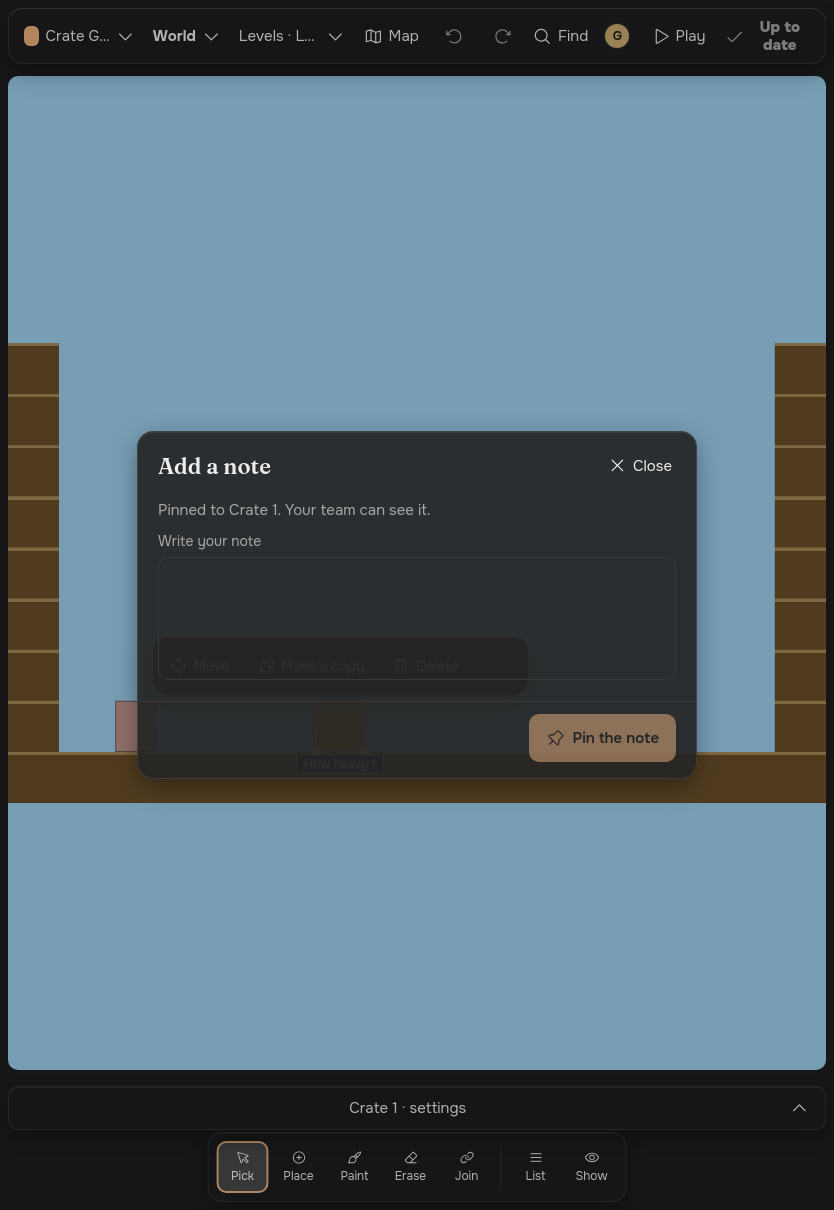 Crate G...
World
Levels · L...
Map
Find
G
Play
Up to
date
Add a note
Close
Pinned to Crate 1. Your team can see it.
Write your note
Move
Make a copy
Delete
Pin the note
How heavy 1
Crate 1 · settings
Pick
Place
Paint
Erase
Join
List
Show